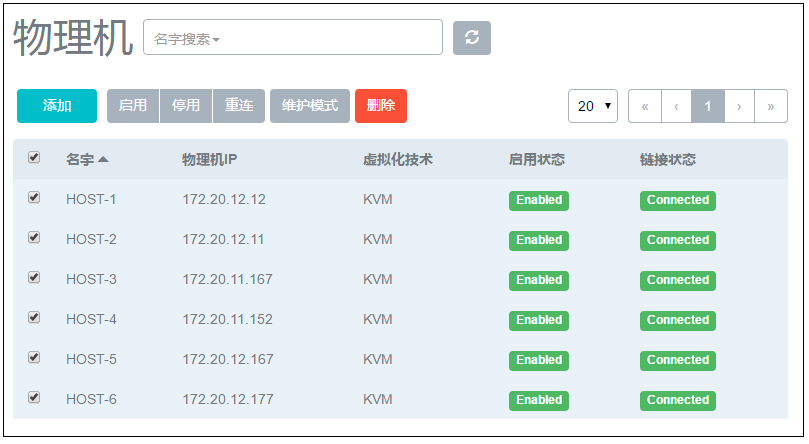 物理机 名字搜索
添加 启用 停用 重连 维护模式 删除 20 « ‹ 1 › »
名字 物理机IP 虚拟化技术 启用状态 链接状态
HOST-1 172.20.12.12 KVM Enabled Connected
HOST-2 172.20.12.11 KVM Enabled Connected
HOST-3 172.20.11.167 KVM Enabled Connected
HOST-4 172.20.11.152 KVM Enabled Connected
HOST-5 172.20.12.167 KVM Enabled Connected
HOST-6 172.20.12.177 KVM Enabled Connected